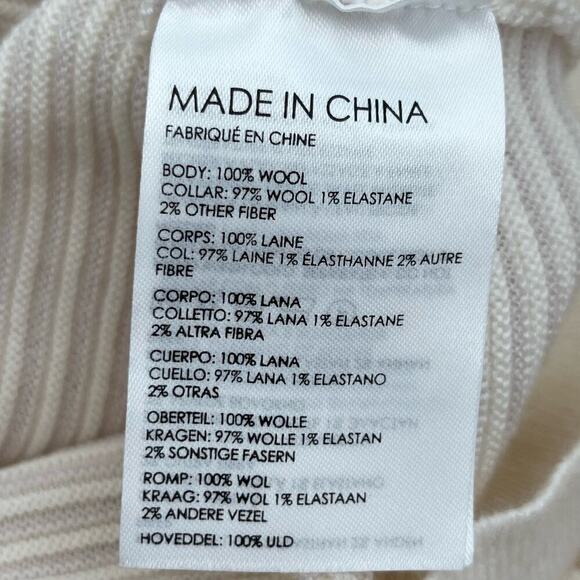 MADE IN CHINA
FABRIQUÉ EN CHINE
BODY: 100% WOOL
COLLAR: 97% WOOL 1% ELASTANE
2% OTHER FIBER
CORPS: 100% LAINE
COL: 97% LAINE 1% ÉLASTHANNE 2% AUTRE
FIBRE
CORPO: 100% LANA
COLLETTO: 97% LANA 1% ELASTANE
2% ALTRA FIBRA
CUERPO: 100% LANA
CUELLO: 97% LANA 1% ELASTANO
2% OTRAS
OBERTEIL: 100% WOLLE
KRAGEN: 97% WOLLE 1% ELASTAN
2% SONSTIGE FASERN
ROMP: 100% WOL
KRAAG: 97% WOL 1% ELASTAAN
2% ANDERE VEZEL
HOVEDDEL: 100% ULD